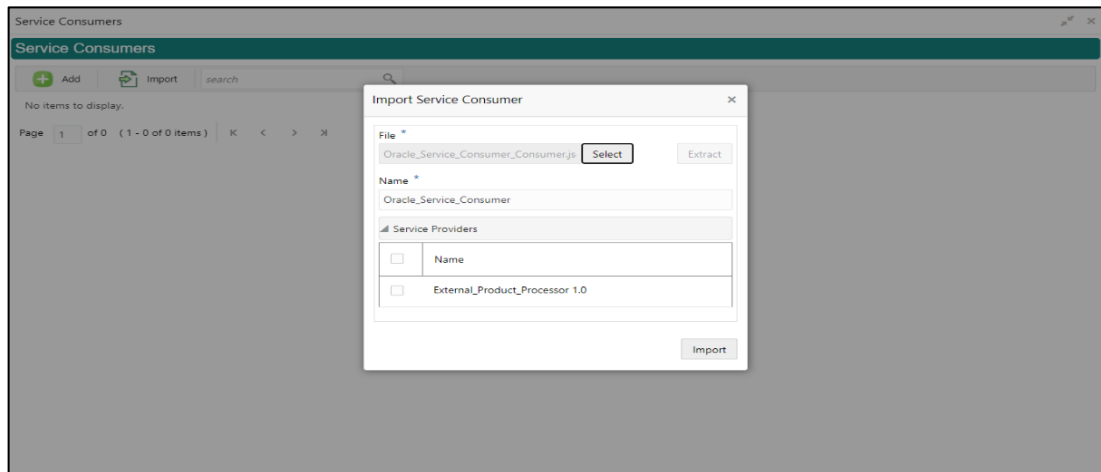 Service Consumers
Service Consumers
Add Import search
No items to display.
Page 1 of 0 (1 - 0 of 0 items)
Import Service Consumer
File *
Oracle_Service_Consumer_Consumer.js Select Extract
Name *
Oracle_Service_Consumer
Service Providers
Name
External_Product_Processor 1.0
Import